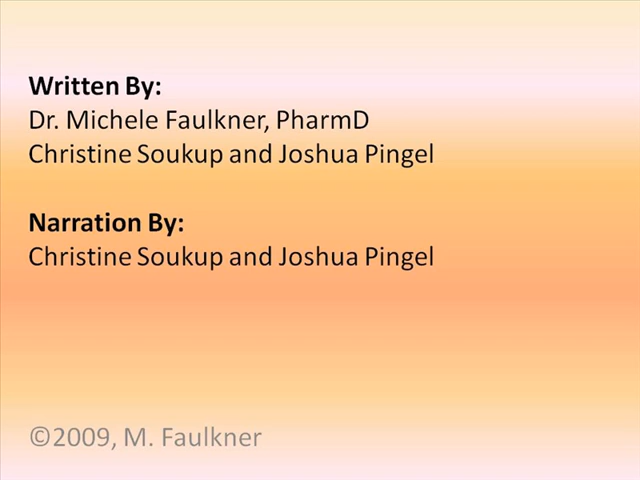 Written By:
Dr. Michele Faulkner, PharmD
Christine Soukup and Joshua Pingel
Narration By:
Christine Soukup and Joshua Pingel
©2009, M. Faulkner